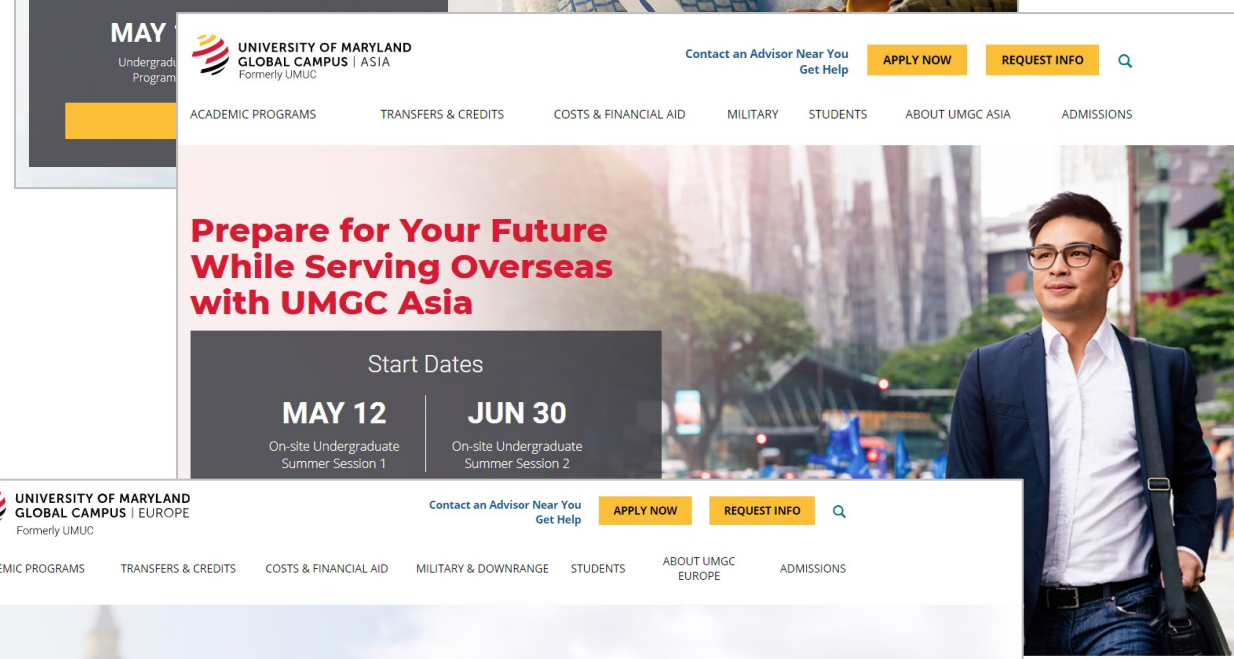 MAY
Undergradu
Program
UNIVERSITY OF MARYLAND
GLOBAL CAMPUS | ASIA
Formerly UMUC
Contact an Advisor Near You
Get Help
APPLY NOW
REQUEST INFO
ACADEMIC PROGRAMS
TRANSFERS & CREDITS
COSTS & FINANCIAL AID
MILITARY
STUDENTS
ABOUT UMGC ASIA
ADMISSIONS
Prepare for Your Future
While Serving Overseas
with UMGC Asia
Start Dates
MAY 12
On-site Undergraduate
Summer Session 1
JUN 30
On-site Undergraduate
Summer Session 2
UNIVERSITY OF MARYLAND
GLOBAL CAMPUS | EUROPE
Formerly UMUC
Contact an Advisor Near You
Get Help
APPLY NOW
REQUEST INFO
EMIC PROGRAMS
TRANSFERS & CREDITS
COSTS & FINANCIAL AID
MILITARY & DOWNRANGE
STUDENTS
ABOUT UMGC
EUROPE
ADMISSIONS